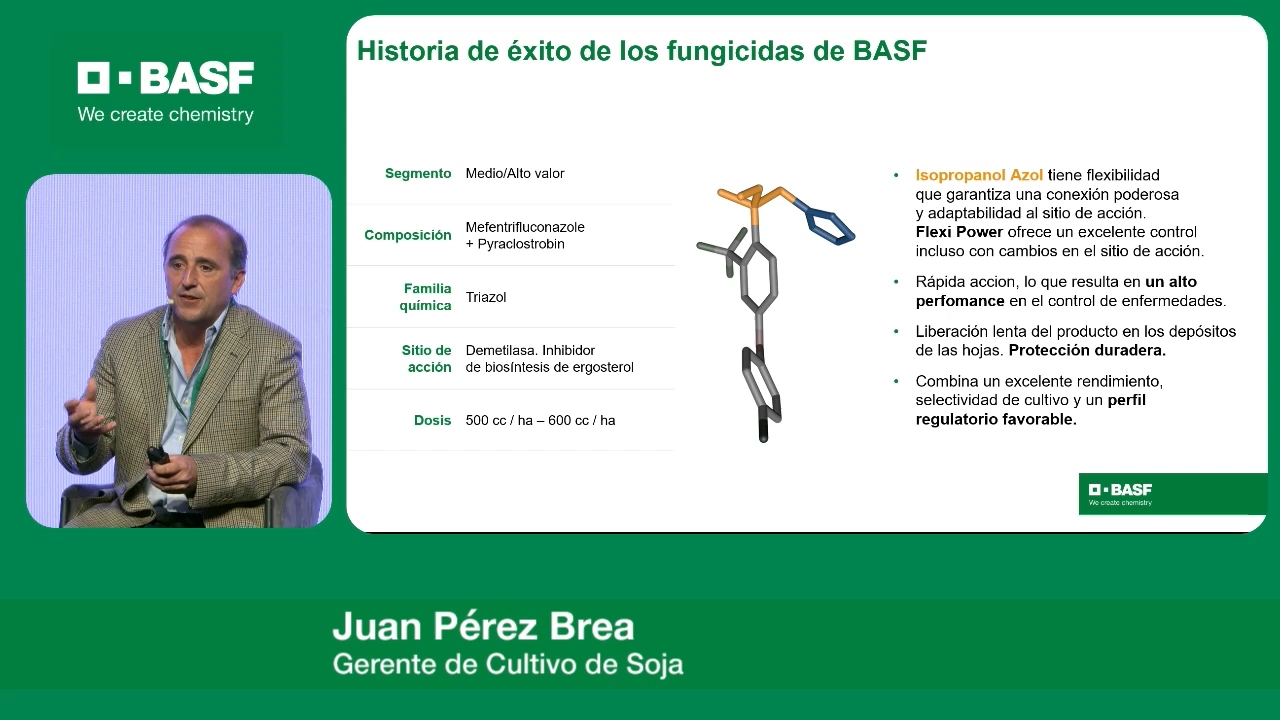 BASF
We create chemistry
Historia de éxito de los fungicidas de BASF
Segmento Medio/Alto valor
Composición Mefentrifluconazole
+ Pyraclostrobin
Familia
química Triazol
Sitio de
acción Demetilasa. Inhibidor
de biosíntesis de ergosterol
Dosis 500 cc / ha – 600 cc / ha
• Isopropanol Azol tiene flexibilidad
que garantiza una conexión poderosa
y adaptabilidad al sitio de acción.
Flexi Power ofrece un excelente control
incluso con cambios en el sitio de acción.
• Rápida accion, lo que resulta en un alto
perfomance en el control de enfermedades.
• Liberación lenta del producto en los depósitos
de las hojas. Protección duradera.
• Combina un excelente rendimiento,
selectividad de cultivo y un perfil
regulatorio favorable.
BASF
We create chemistry
Juan Pérez Brea
Gerente de Cultivo de Soja